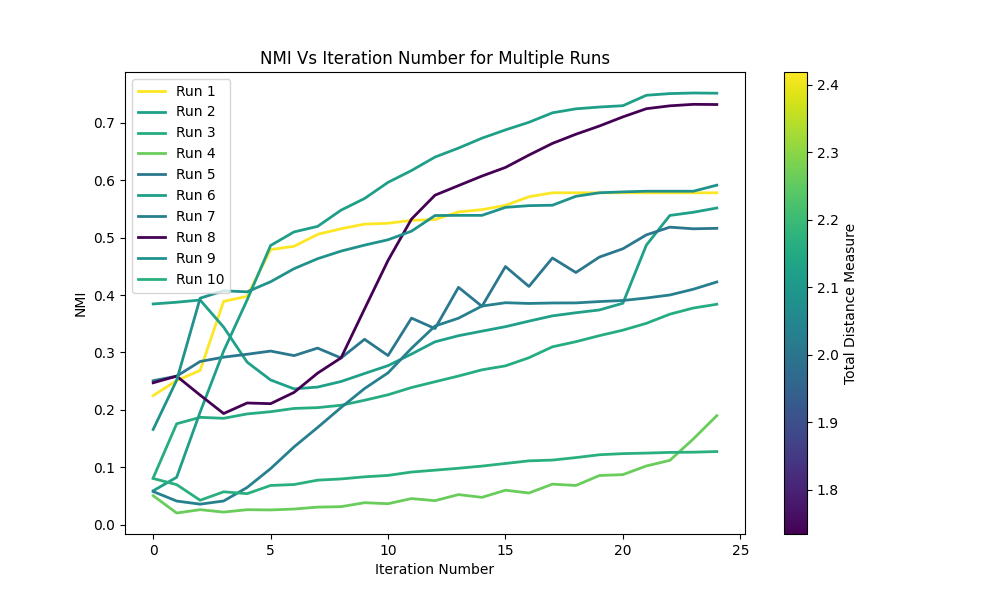 NMI Vs Iteration Number for Multiple Runs
Run 1
Run 2
Run 3
Run 4
Run 5
Run 6
Run 7
Run 8
Run 9
Run 10
NMI
0.7
0.6
0.5
0.4
0.3
0.2
0.1
0.0
0
5
10
15
20
25
Iteration Number
2.4
2.3
2.2
2.1
2.0
1.9
1.8
Total Distance Measure